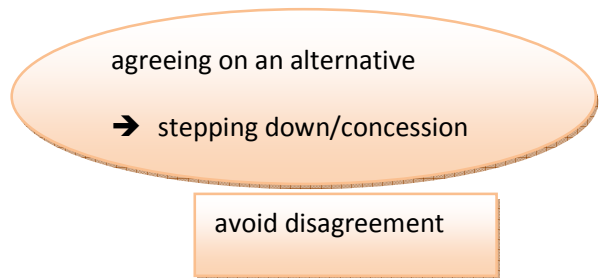 agreeing on an alternative
➔ stepping down/concession
avoid disagreement